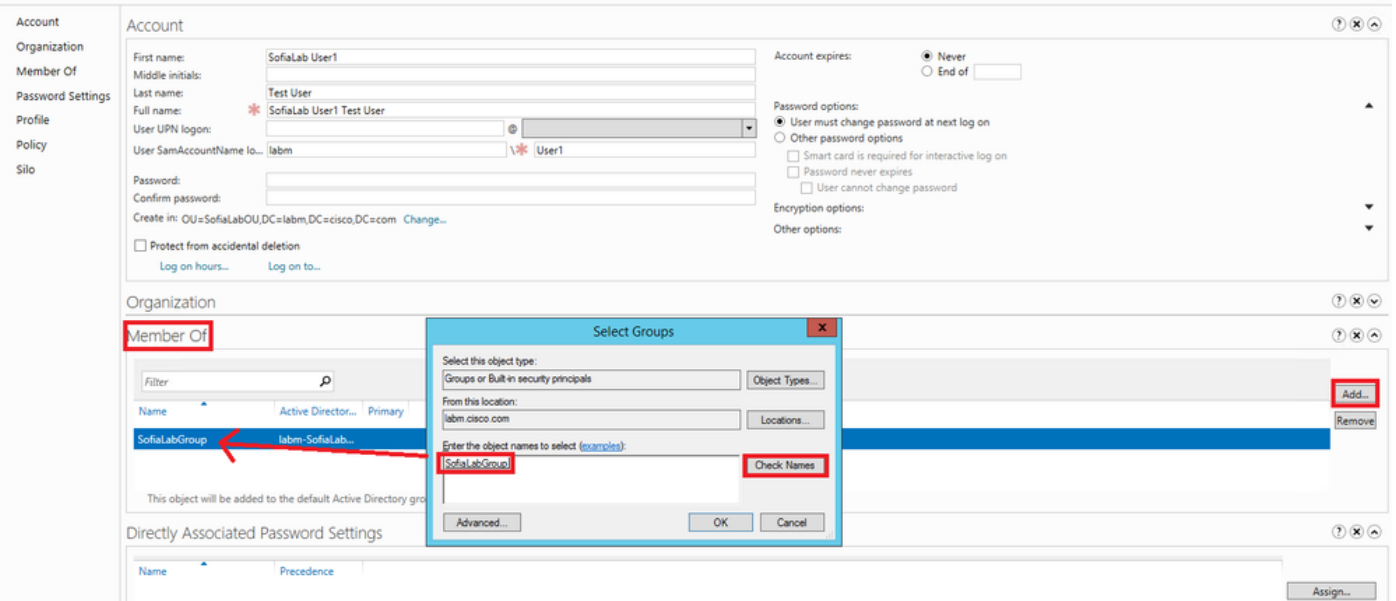 Account
Organization
Member Of
Password Settings
Profile
Policy
Silo
Account
First name: SofiaLab User1
Middle initials:
Last name: Test User
Full name: * SofiaLab User1 Test User
User UPN logon: @
User SamAccountName lo... labm \* User1
Password:
Confirm password:
Create in: OU=SofiaLabOU,DC=labm,DC=cisco,DC=com Change...
Protect from accidental deletion
Log on hours... Log on to...
Account expires: Never
End of
Password options:
User must change password at next log on
Other password options
Smart card is required for interactive log on
Password never expires
User cannot change password
Encryption options:
Other options:
Organization
Member Of
Filter
Name Active Director... Primary
SofiaLabGroup labm-SofiaLab...
This object will be added to the default Active Directory gro
Add...
Remove
Select Groups
x
Select this object type:
Groups or Built-in security principals Object Types...
From this location:
labm.cisco.com Locations...
Enter the object names to select (examples):
SofiaLabGroup Check Names
Advanced... OK Cancel
Directly Associated Password Settings
Name Precedence
Assign...